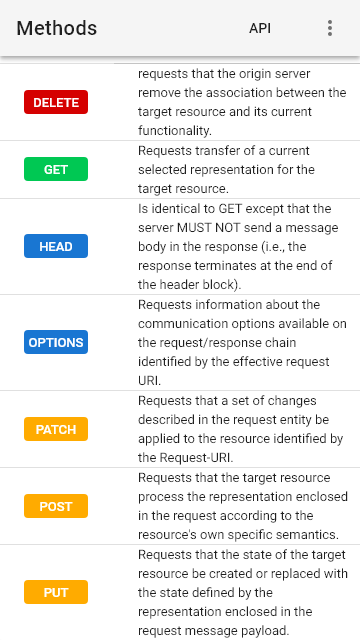 Methods
API
DELETE
requests that the origin server
remove the association between the
target resource and its current
functionality.
GET
Requests transfer of a current
selected representation for the
target resource.
HEAD
Is identical to GET except that the
server MUST NOT send a message
body in the response (i.e., the
response terminates at the end of
the header block).
OPTIONS
Requests information about the
communication options available on
the request/response chain
identified by the effective request
URI.
PATCH
Requests that a set of changes
described in the request entity be
applied to the resource identified by
the Request-URI.
POST
Requests that the target resource
process the representation enclosed
in the request according to the
resource's own specific semantics.
PUT
Requests that the state of the target
resource be created or replaced with
the state defined by the
representation enclosed in the
request message payload.